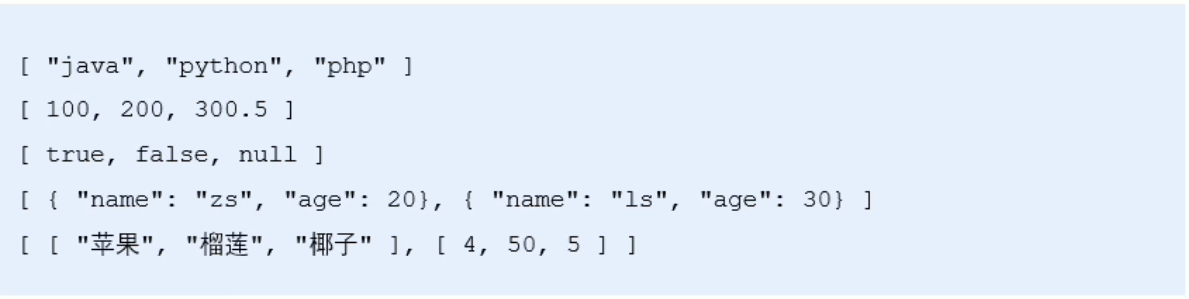 [ "java", "python", "php" ]
[ 100, 200, 300.5 ]
[ true, false, null ]
[ { "name": "zs", "age": 20}, { "name": "ls", "age": 30} ]
[ [ "苹果", "榴莲", "椰子" ], [ 4, 50, 5 ] ]